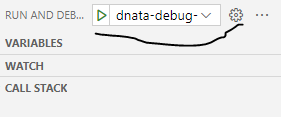 RUN AND DEB... dnata-debug-
VARIABLES
WATCH
CALL STACK